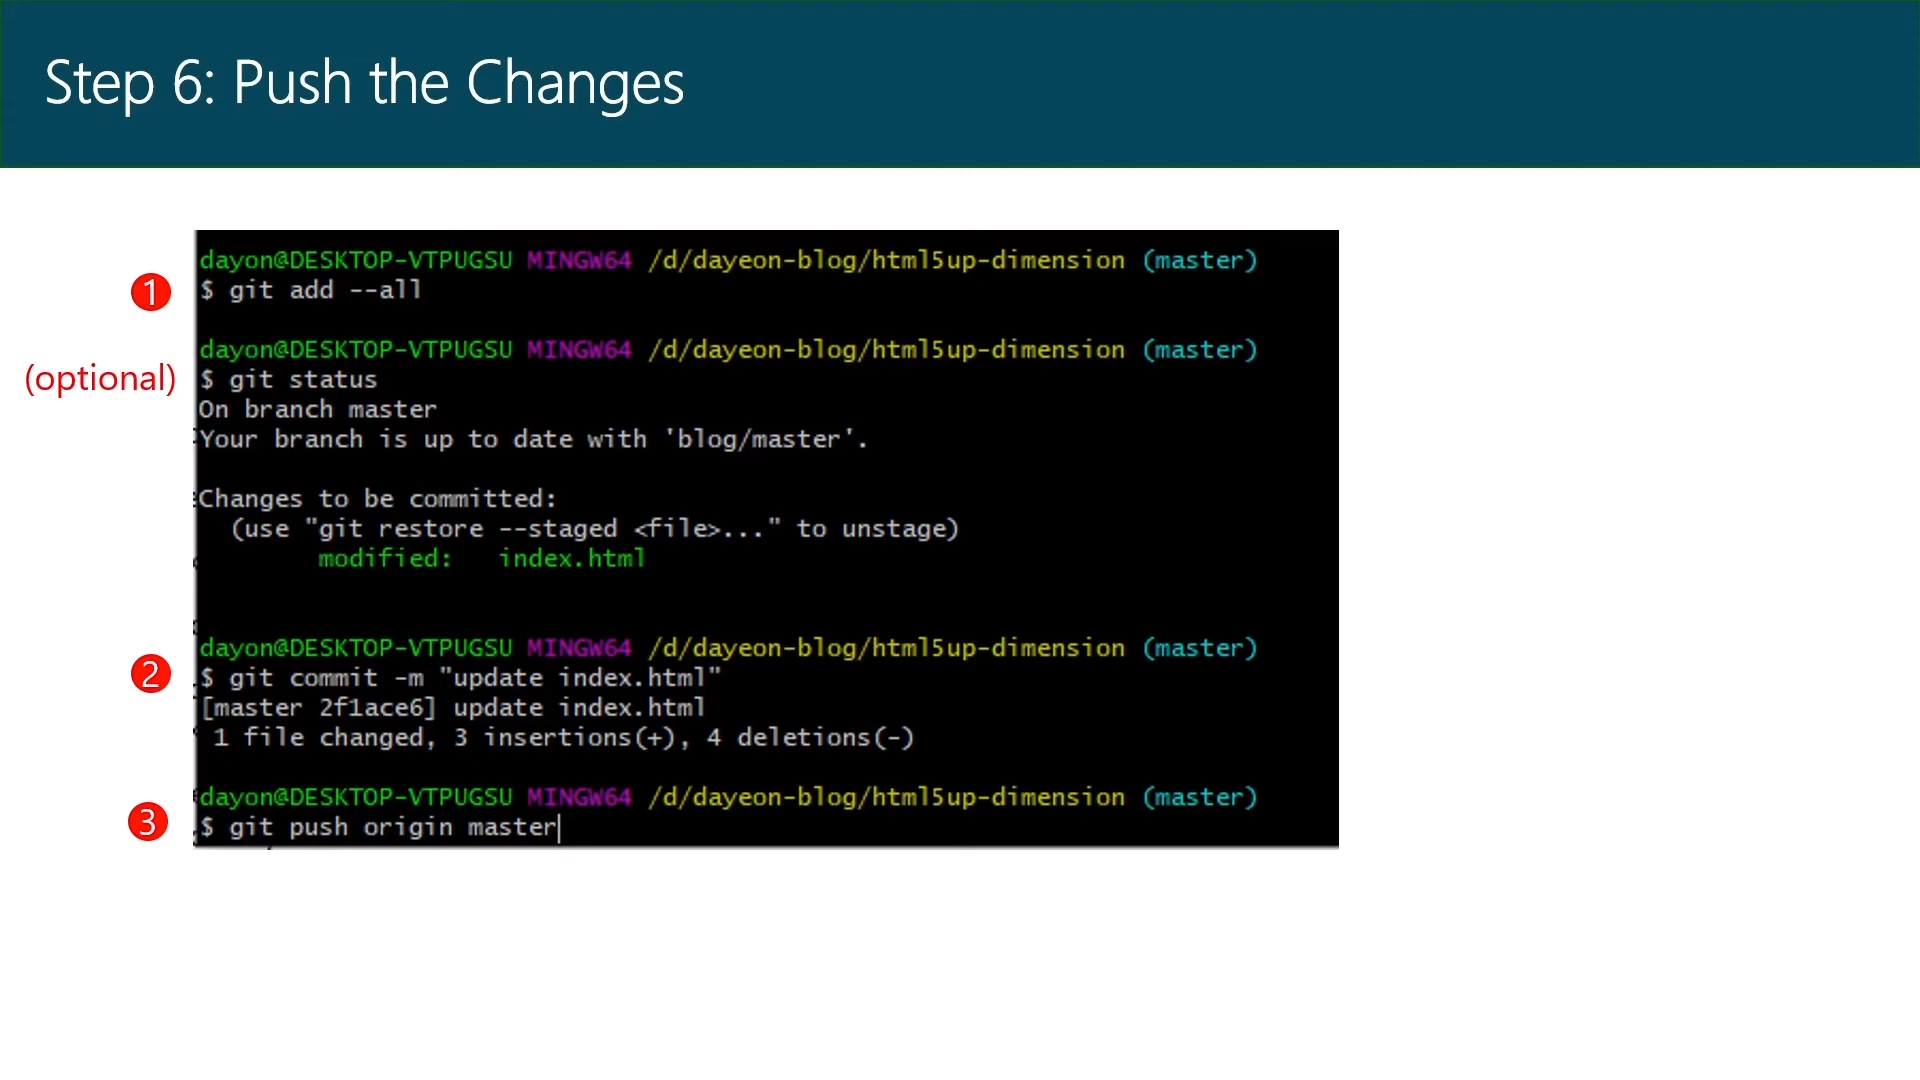 Step 6: Push the Changes
dayon@DESKTOP-VTPUGSU MINGW64 /d/dayeon-blog/html5up-dimension (master)
1 $ git add --all
dayon@DESKTOP-VTPUGSU MINGW64 /d/dayeon-blog/html5up-dimension (master)
(optional) $ git status
On branch master
Your branch is up to date with 'blog/master'.
Changes to be committed:
(use "git restore --staged <file>..." to unstage)
modified: index.html
dayon@DESKTOP-VTPUGSU MINGW64 /d/dayeon-blog/html5up-dimension (master)
2 $ git commit -m "update index.html"
[master 2f1ace6] update index.html
1 file changed, 3 insertions(+), 4 deletions(-)
dayon@DESKTOP-VTPUGSU MINGW64 /d/dayeon-blog/html5up-dimension (master)
3 $ git push origin master